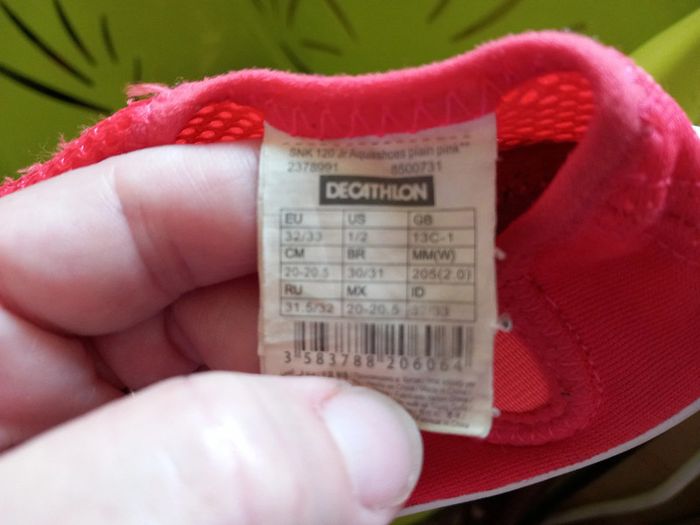 SNK 120 Jr Aquashoes plain pink**
2378991 8500731
DECATHLON
EU US GB
32/33 1/2 13C-1
CM BR MM(W)
20-20.5 30/31 205(2.0)
RU MX ID
31.5/32 20-20.5 32/33
3 583788 206064